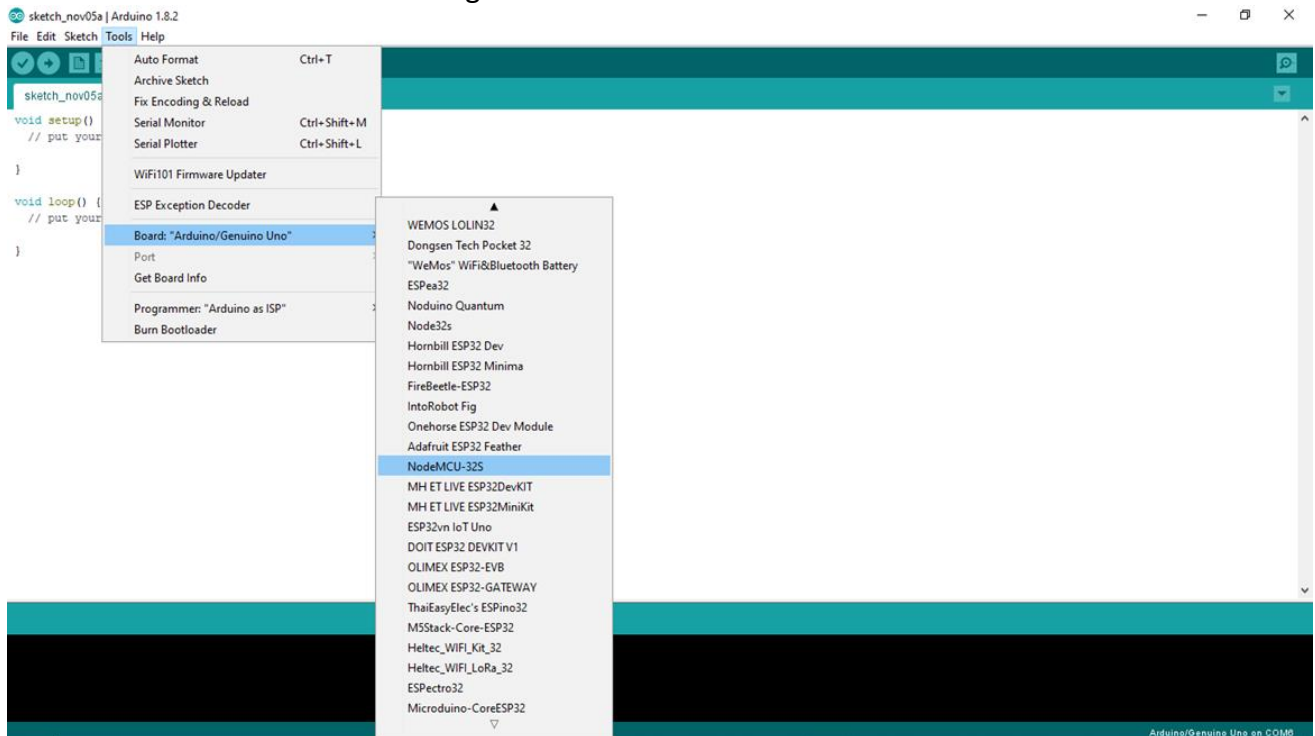 sketch_nov05a | Arduino 1.8.2
File Edit Sketch Tools Help
Auto Format Ctrl+T
Archive Sketch
Fix Encoding & Reload
Serial Monitor Ctrl+Shift+M
Serial Plotter Ctrl+Shift+L
WiFi101 Firmware Updater
ESP Exception Decoder
Board: "Arduino/Genuino Uno"
Port
Get Board Info
Programmer: "Arduino as ISP"
Burn Bootloader
sketch_nov05a
void setup()
// put your
}
void loop() {
// put your
}
WEMOS LOLIN32
Dongsen Tech Pocket 32
"WeMos" WiFi&Bluetooth Battery
ESPea32
Noduino Quantum
Node32s
Hornbill ESP32 Dev
Hornbill ESP32 Minima
FireBeetle-ESP32
IntoRobot Fig
Onehorse ESP32 Dev Module
Adafruit ESP32 Feather
NodeMCU-32S
MH ET LIVE ESP32DevKIT
MH ET LIVE ESP32MiniKit
ESP32vn IoT Uno
DOIT ESP32 DEVKIT V1
OLIMEX ESP32-EVB
OLIMEX ESP32-GATEWAY
ThaiEasyElec's ESPino32
M5Stack-Core-ESP32
Heltec_WIFI_Kit_32
Heltec_WIFI_LoRa_32
ESPectro32
Microduino-CoreESP32
Arduino/Genuino Uno on COM6